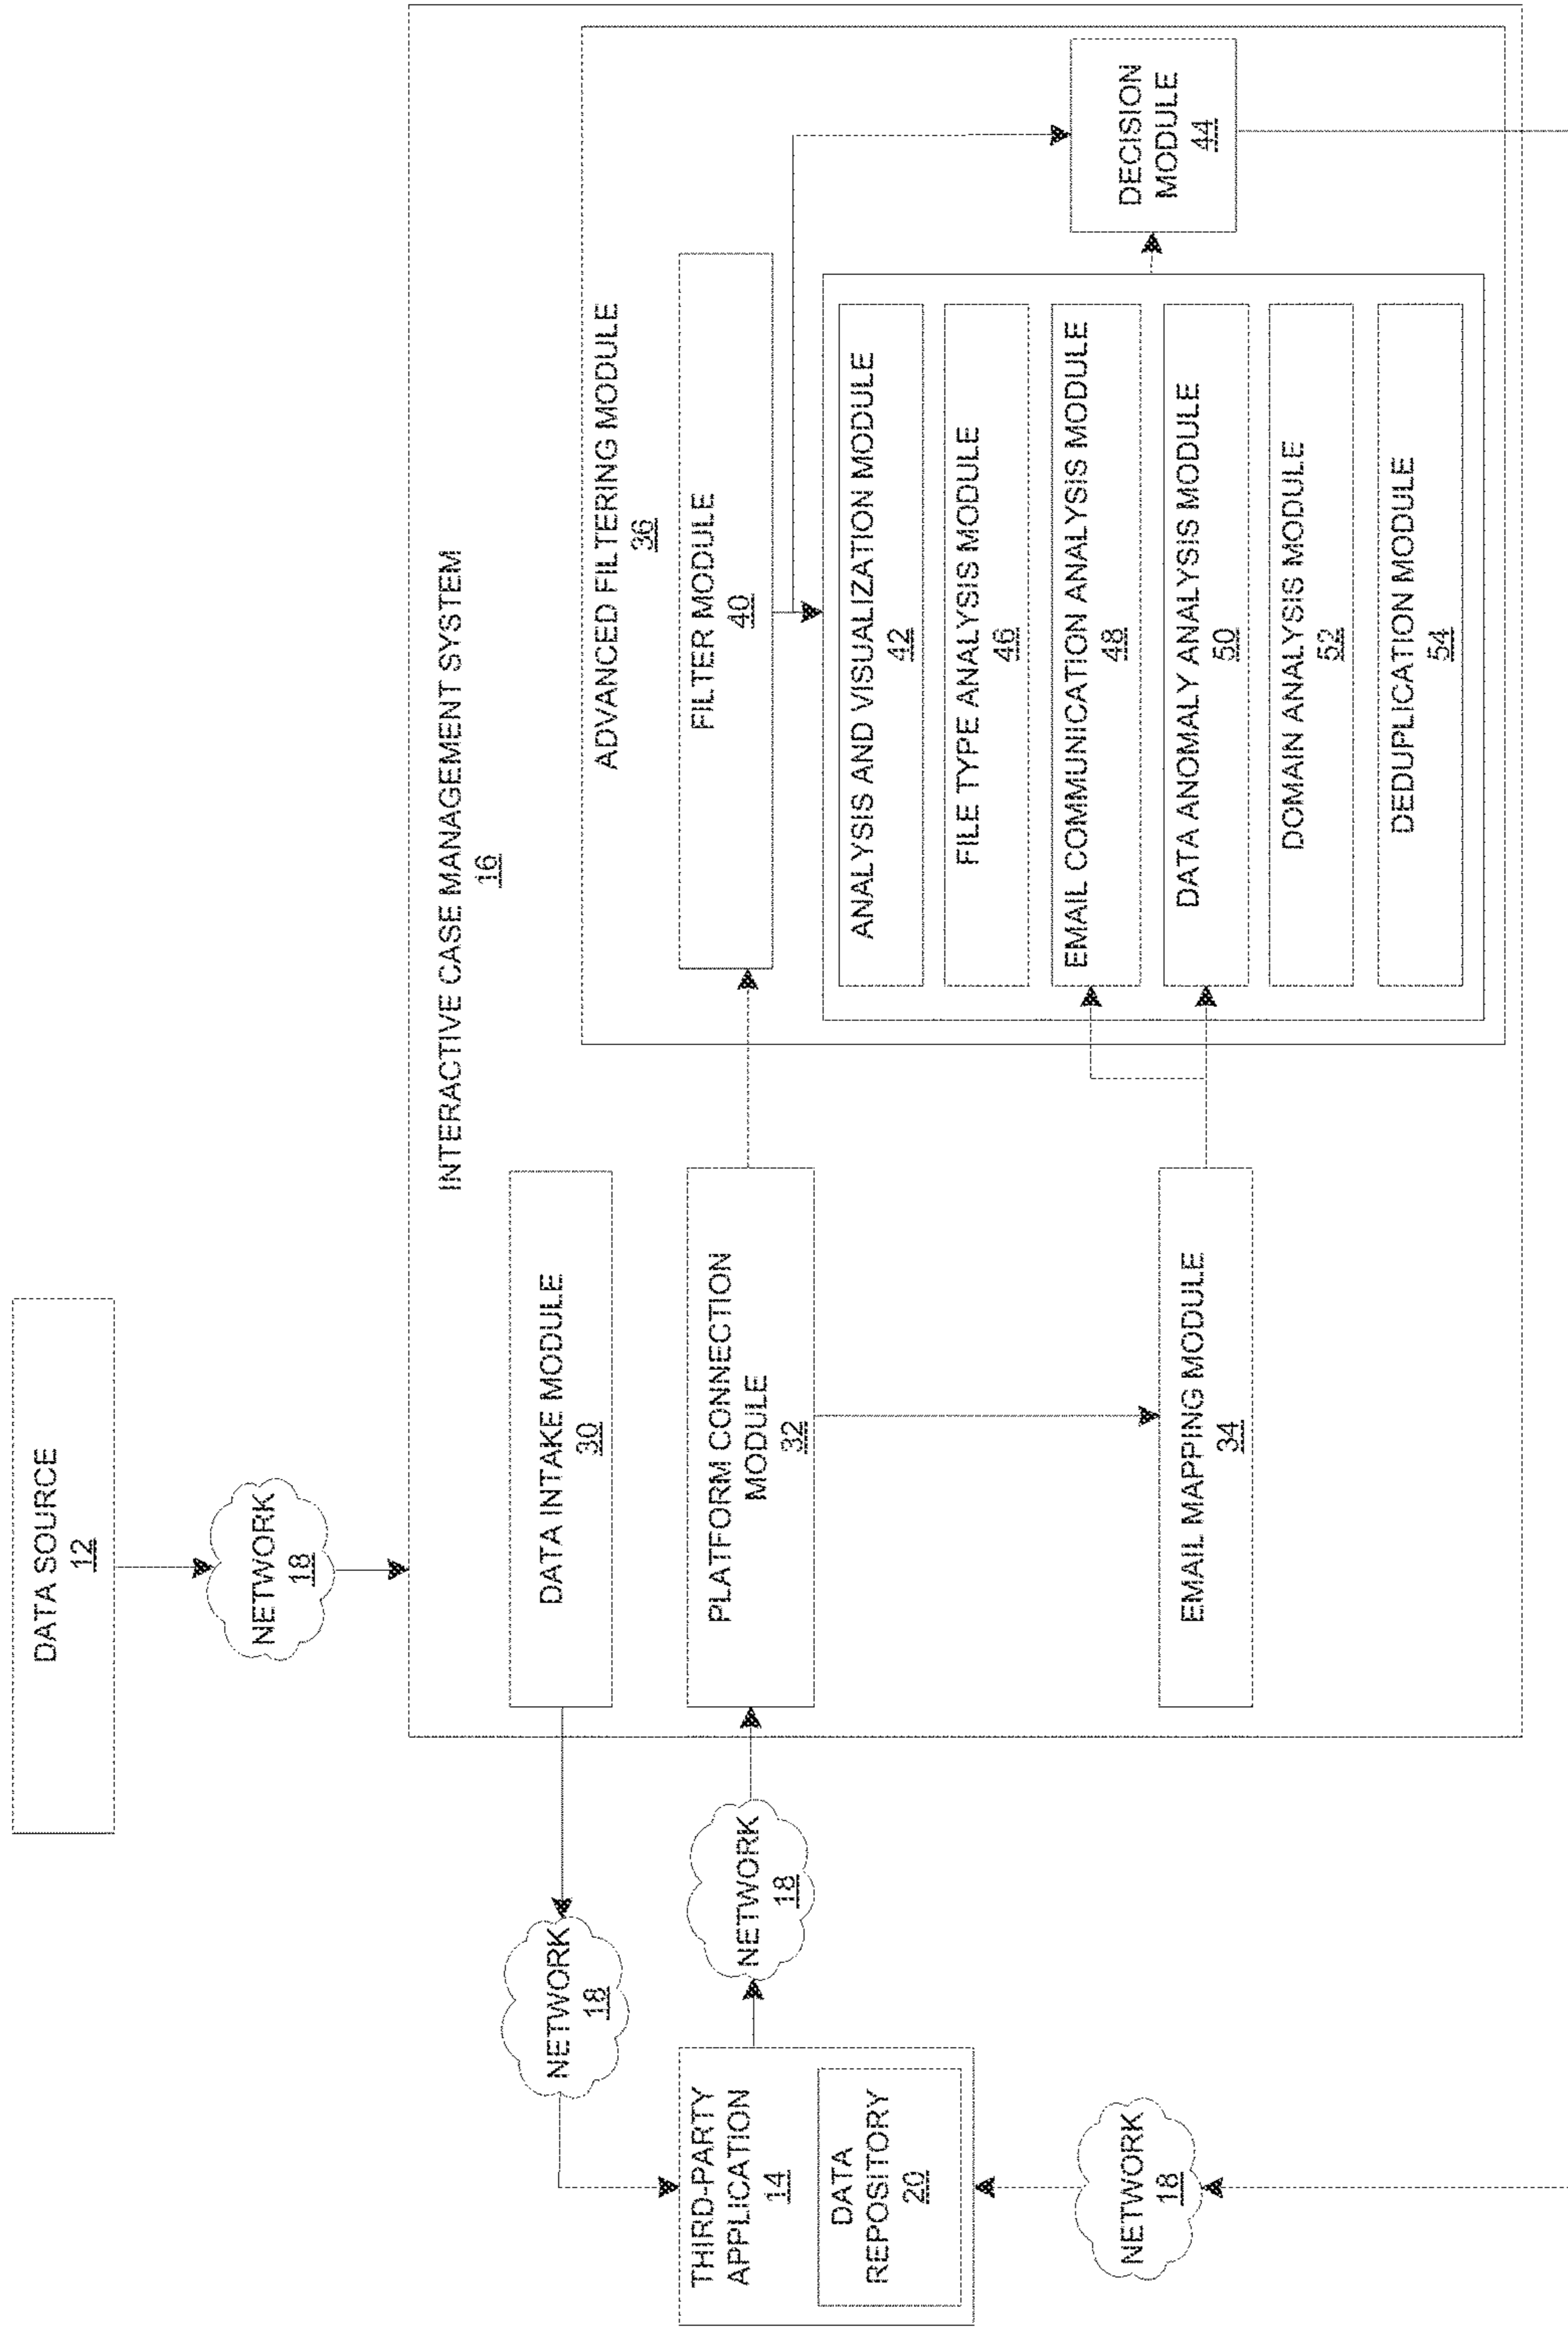 DATA SOURCE
12
NETWORK
18
INTERACTIVE CASE MANAGEMENT SYSTEM
16
DATA INTAKE MODULE
30
NETWORK
18
THIRD-PARTY
APPLICATION
14
DATA
REPOSITORY
20
NETWORK
18
PLATFORM CONNECTION
MODULE
32
EMAIL MAPPING MODULE
34
NETWORK
18
ADVANCED FILTERING MODULE
36
FILTER MODULE
40
ANALYSIS AND VISUALIZATION MODULE
42
FILE TYPE ANALYSIS MODULE
46
EMAIL COMMUNICATION ANALYSIS MODULE
48
DATA ANOMALY ANALYSIS MODULE
50
DOMAIN ANALYSIS MODULE
52
DEDUPLICATION MODULE
54
DECISION
MODULE
44